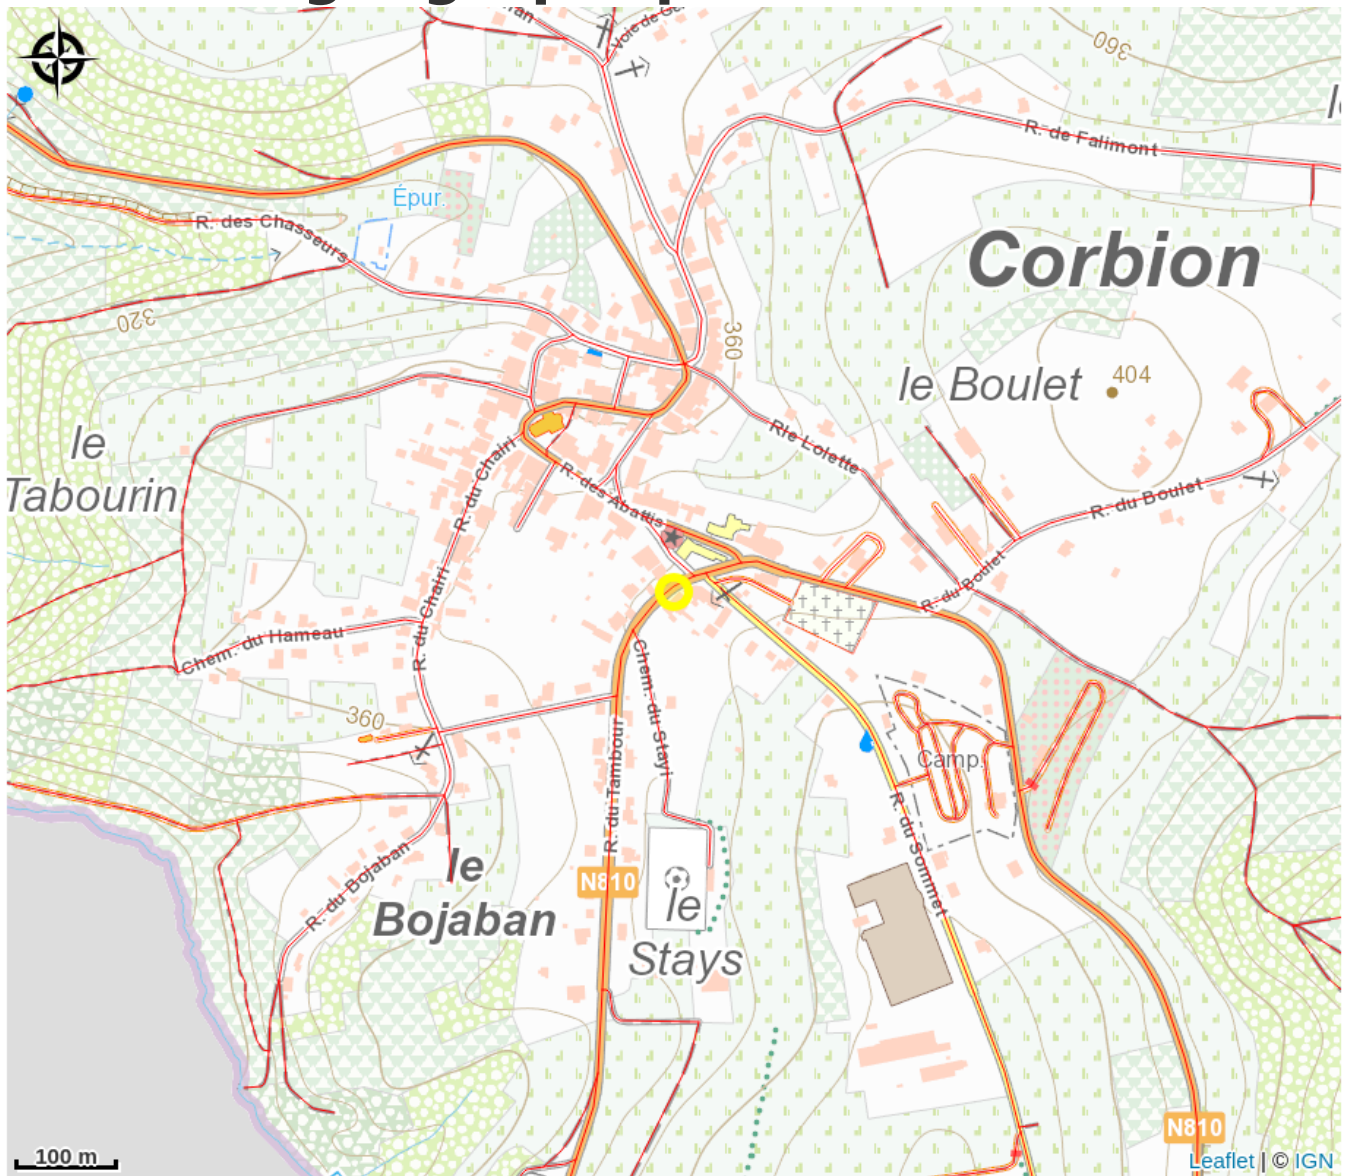 Voie de Ge
360
R. de Falimont
Épur.
R. des Chasseurs
Corbion
320
360
le Boulet
404
le
Tabourin
Rle Lolette
R. du Chairi
R. des Abattis
R. du Boulet
R. du Boulet
R. du Chairi
Chem. du Hameau
Chem. du Stayi
360
R. du Tambour
Camp.
R. du Sommet
R. du Bojaban
le
Bojaban
N810
le
Stays
N810
100 m
Leaflet | © IGN